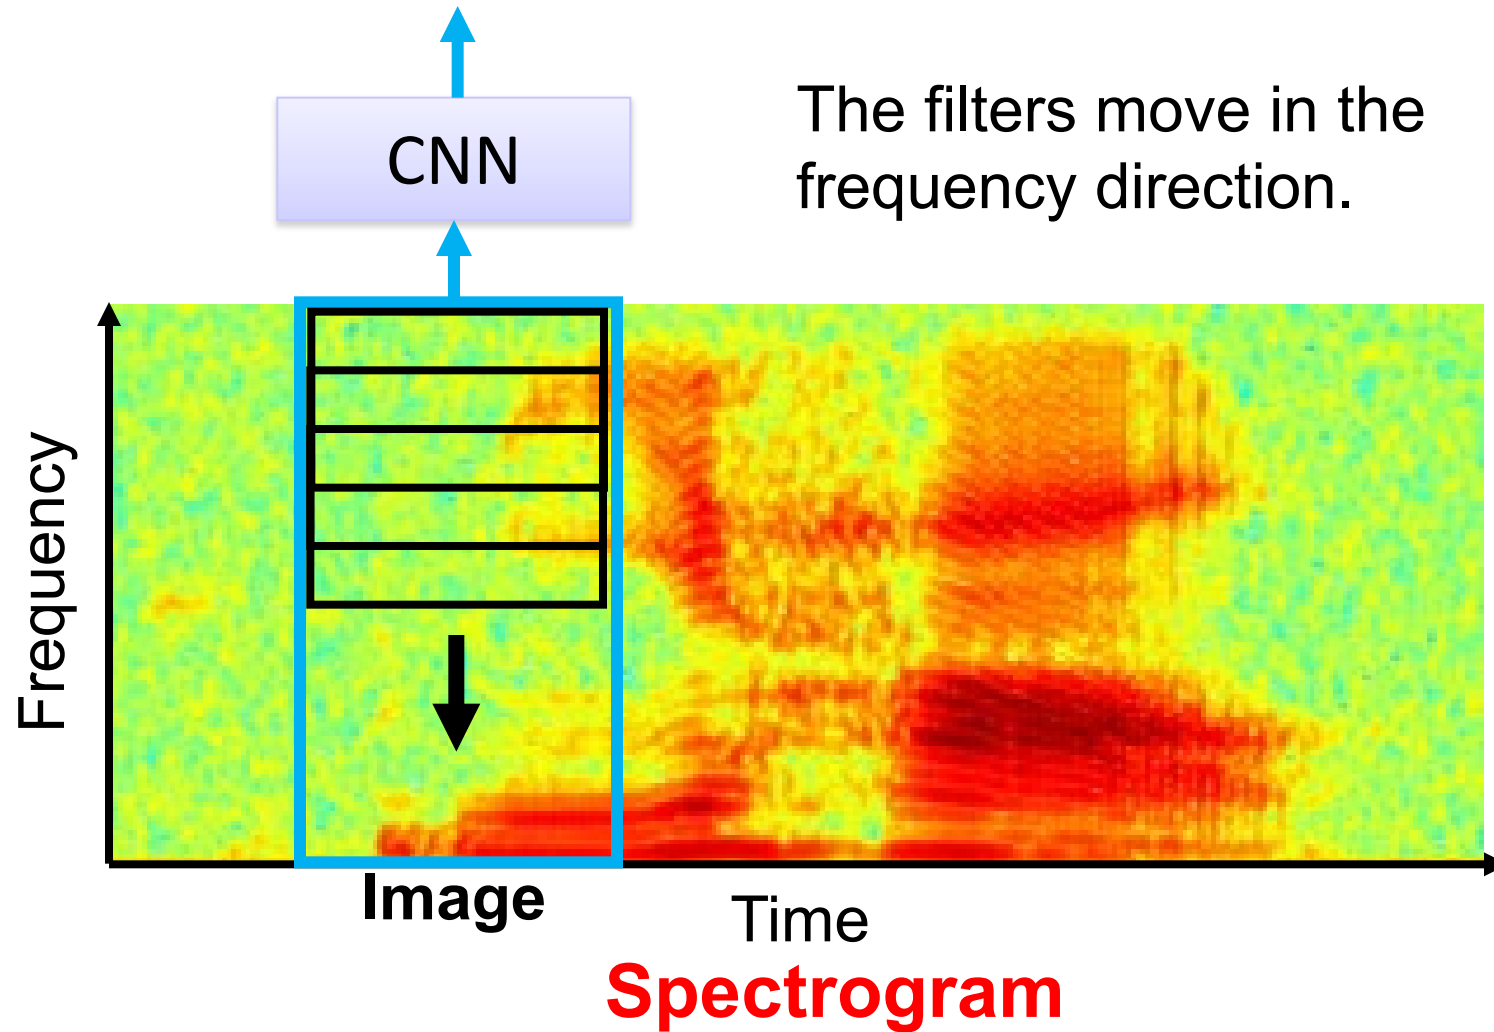 CNN
The filters move in the
frequency direction.
Frequency
Image
Time
Spectrogram